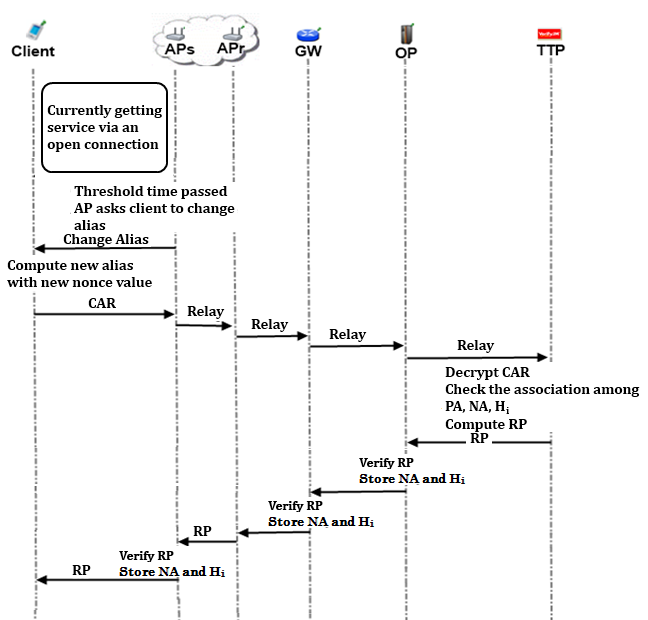 Client
APs
APr
GW
OP
TTP
Currently getting
service via an
open connection
Threshold time passed
AP asks client to change
alias
Change Alias
Compute new alias
with new nonce value
CAR
Relay
Relay
Relay
Relay
Decrypt CAR
Check the association among
PA, NA, Hi
Compute RP
RP
Verify RP
Store NA and Hi
Verify RP
Store NA and Hi
RP
Verify RP
Store NA and Hi
RP